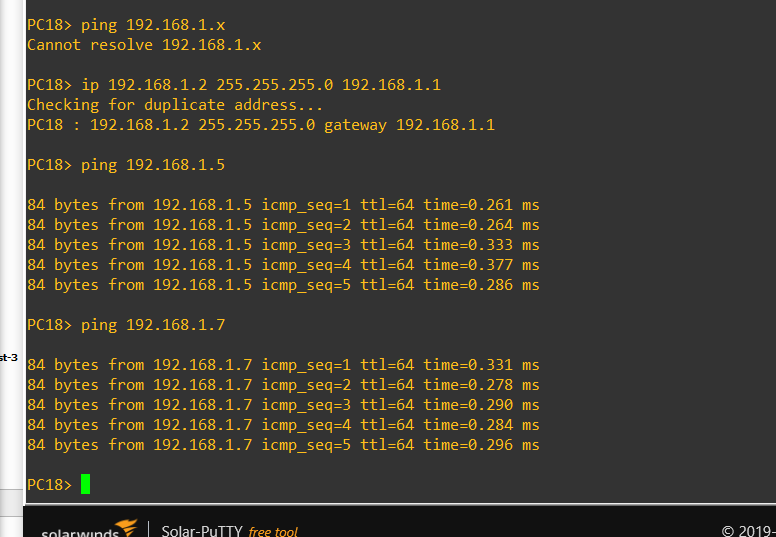 PC18> ping 192.168.1.x
Cannot resolve 192.168.1.x
PC18> ip 192.168.1.2 255.255.255.0 192.168.1.1
Checking for duplicate address...
PC18 : 192.168.1.2 255.255.255.0 gateway 192.168.1.1
PC18> ping 192.168.1.5
84 bytes from 192.168.1.5 icmp_seq=1 ttl=64 time=0.261 ms
84 bytes from 192.168.1.5 icmp_seq=2 ttl=64 time=0.264 ms
84 bytes from 192.168.1.5 icmp_seq=3 ttl=64 time=0.333 ms
84 bytes from 192.168.1.5 icmp_seq=4 ttl=64 time=0.377 ms
84 bytes from 192.168.1.5 icmp_seq=5 ttl=64 time=0.286 ms
PC18> ping 192.168.1.7
st-3
84 bytes from 192.168.1.7 icmp_seq=1 ttl=64 time=0.331 ms
84 bytes from 192.168.1.7 icmp_seq=2 ttl=64 time=0.278 ms
84 bytes from 192.168.1.7 icmp_seq=3 ttl=64 time=0.290 ms
84 bytes from 192.168.1.7 icmp_seq=4 ttl=64 time=0.284 ms
84 bytes from 192.168.1.7 icmp_seq=5 ttl=64 time=0.296 ms
PC18>
solarwinds | Solar-PuTTY free tool © 2019-